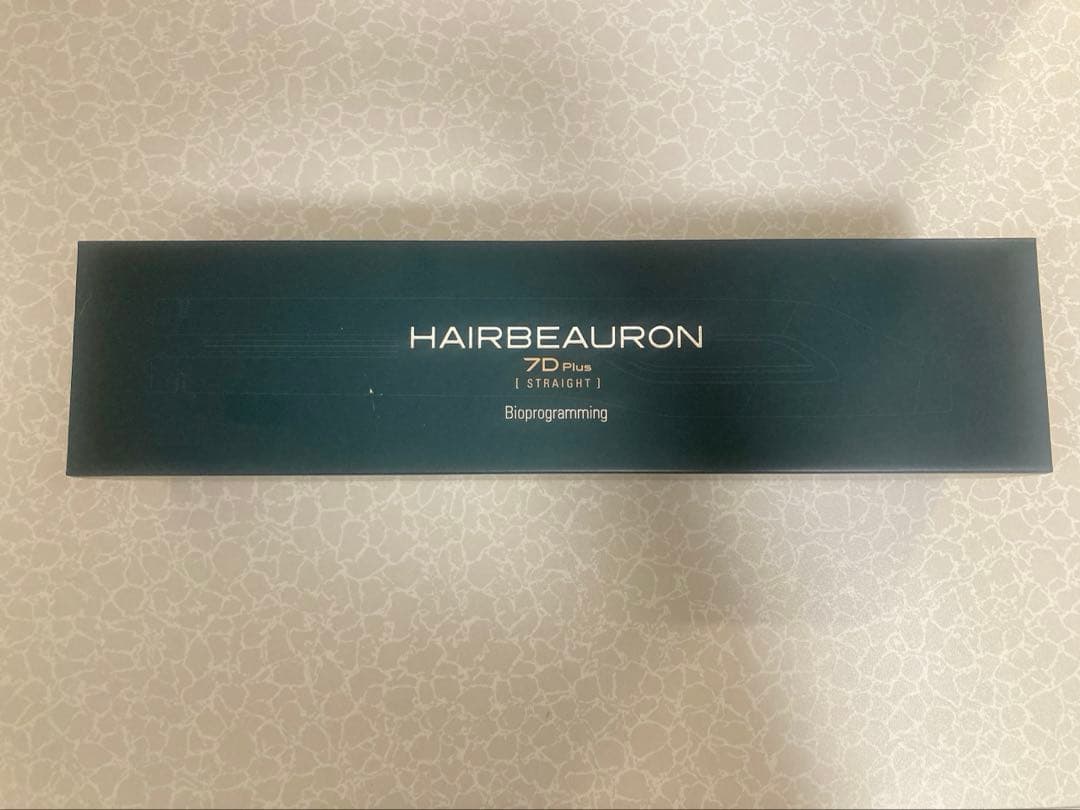 HAIRBEAURON
7D Plus
[ STRAIGHT ]
Bioprogramming